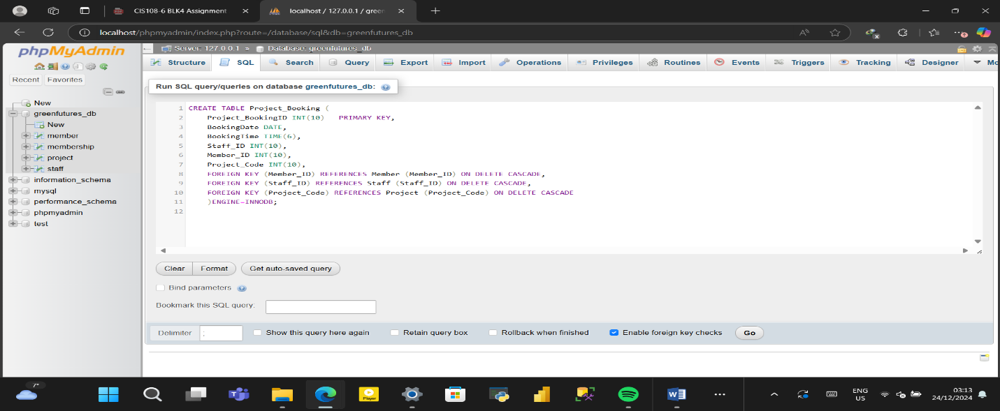 CIS108-6 BLK4 Assignment
localhost / 127.0.0.1 / green
localhost/phpmyadmin/index.php?route=/database/sql&db=greenfutures_db
phpMyAdmin
Recent Favorites
New
greenfutures_db
New
member
membership
project
staff
information_schema
mysql
performance_schema
phpmyadmin
test
Server: 127.0.0.1 » Database: greenfutures_db
Structure SQL Search Query Export Import Operations Privileges Routines Events Triggers Tracking Designer Mo
Run SQL query/queries on database greenfutures_db:
1 CREATE TABLE Project_Booking (
2 Project_BookingID INT(10) PRIMARY KEY,
3 BookingDate DATE,
4 BookingTime TIME(6),
5 Staff_ID INT(10),
6 Member_ID INT(10),
7 Project_Code INT(10),
8 FOREIGN KEY (Member_ID) REFERENCES Member (Member_ID) ON DELETE CASCADE,
9 FOREIGN KEY (Staff_ID) REFERENCES Staff (Staff_ID) ON DELETE CASCADE,
10 FOREIGN KEY (Project_Code) REFERENCES Project (Project_Code) ON DELETE CASCADE
11 )ENGINE=INNODB;
12
Clear Format Get auto-saved query
Bind parameters
Bookmark this SQL query:
Delimiter ; Show this query here again Retain query box Rollback when finished Enable foreign key checks Go
7°
Player
ENG
US
03:13
24/12/2024